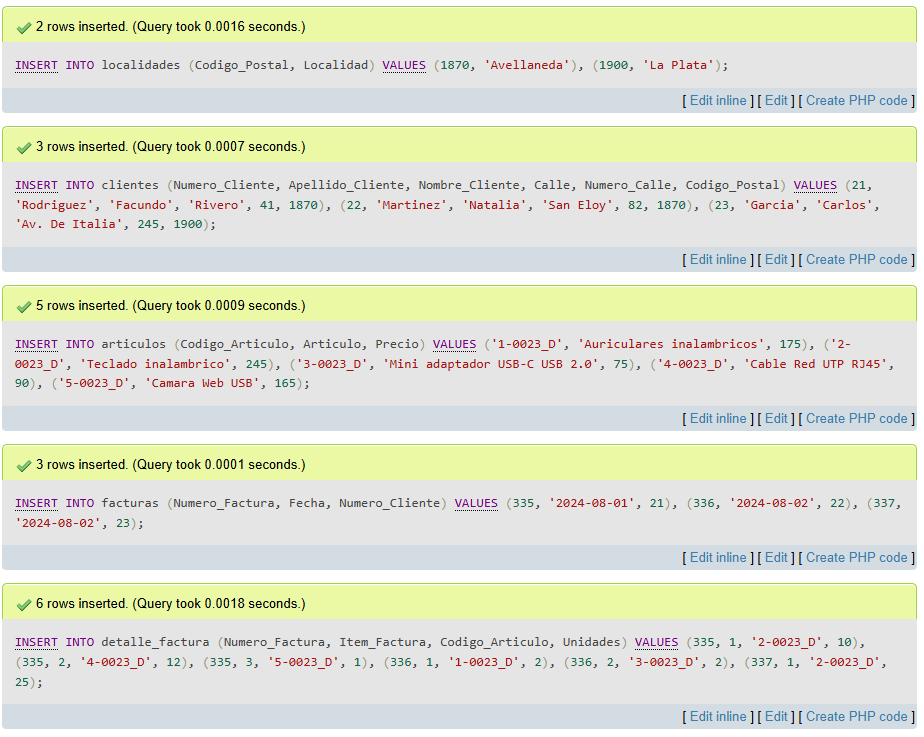 2 rows inserted. (Query took 0.0016 seconds.)
INSERT INTO localidades (Codigo_Postal, Localidad) VALUES (1870, 'Avellaneda'), (1900, 'La Plata');
[ Edit inline ] [ Edit ] [ Create PHP code ]
3 rows inserted. (Query took 0.0007 seconds.)
INSERT INTO clientes (Numero_Cliente, Apellido_Cliente, Nombre_Cliente, Calle, Numero_Calle, Codigo_Postal) VALUES (21,
'Rodriguez', 'Facundo', 'Rivero', 41, 1870), (22, 'Martinez', 'Natalia', 'San Eloy', 82, 1870), (23, 'Garcia', 'Carlos',
'Av. De Italia', 245, 1900);
[ Edit inline ] [ Edit ] [ Create PHP code ]
5 rows inserted. (Query took 0.0009 seconds.)
INSERT INTO articulos (Codigo_Articulo, Articulo, Precio) VALUES ('1-0023_D', 'Auriculares inalambricos', 175), ('2-
0023_D', 'Teclado inalambrico', 245), ('3-0023_D', 'Mini adaptador USB-C USB 2.0', 75), ('4-0023_D', 'Cable Red UTP RJ45',
90), ('5-0023_D', 'Camara Web USB', 165);
[ Edit inline ] [ Edit ] [ Create PHP code ]
3 rows inserted. (Query took 0.0001 seconds.)
INSERT INTO facturas (Numero_Factura, Fecha, Numero_Cliente) VALUES (335, '2024-08-01', 21), (336, '2024-08-02', 22), (337,
'2024-08-02', 23);
[ Edit inline ] [ Edit ] [ Create PHP code ]
6 rows inserted. (Query took 0.0018 seconds.)
INSERT INTO detalle_factura (Numero_Factura, Item_Factura, Codigo_Articulo, Unidades) VALUES (335, 1, '2-0023_D', 10),
(335, 2, '4-0023_D', 12), (335, 3, '5-0023_D', 1), (336, 1, '1-0023_D', 2), (336, 2, '3-0023_D', 2), (337, 1, '2-0023_D',
25);
[ Edit inline ] [ Edit ] [ Create PHP code ]